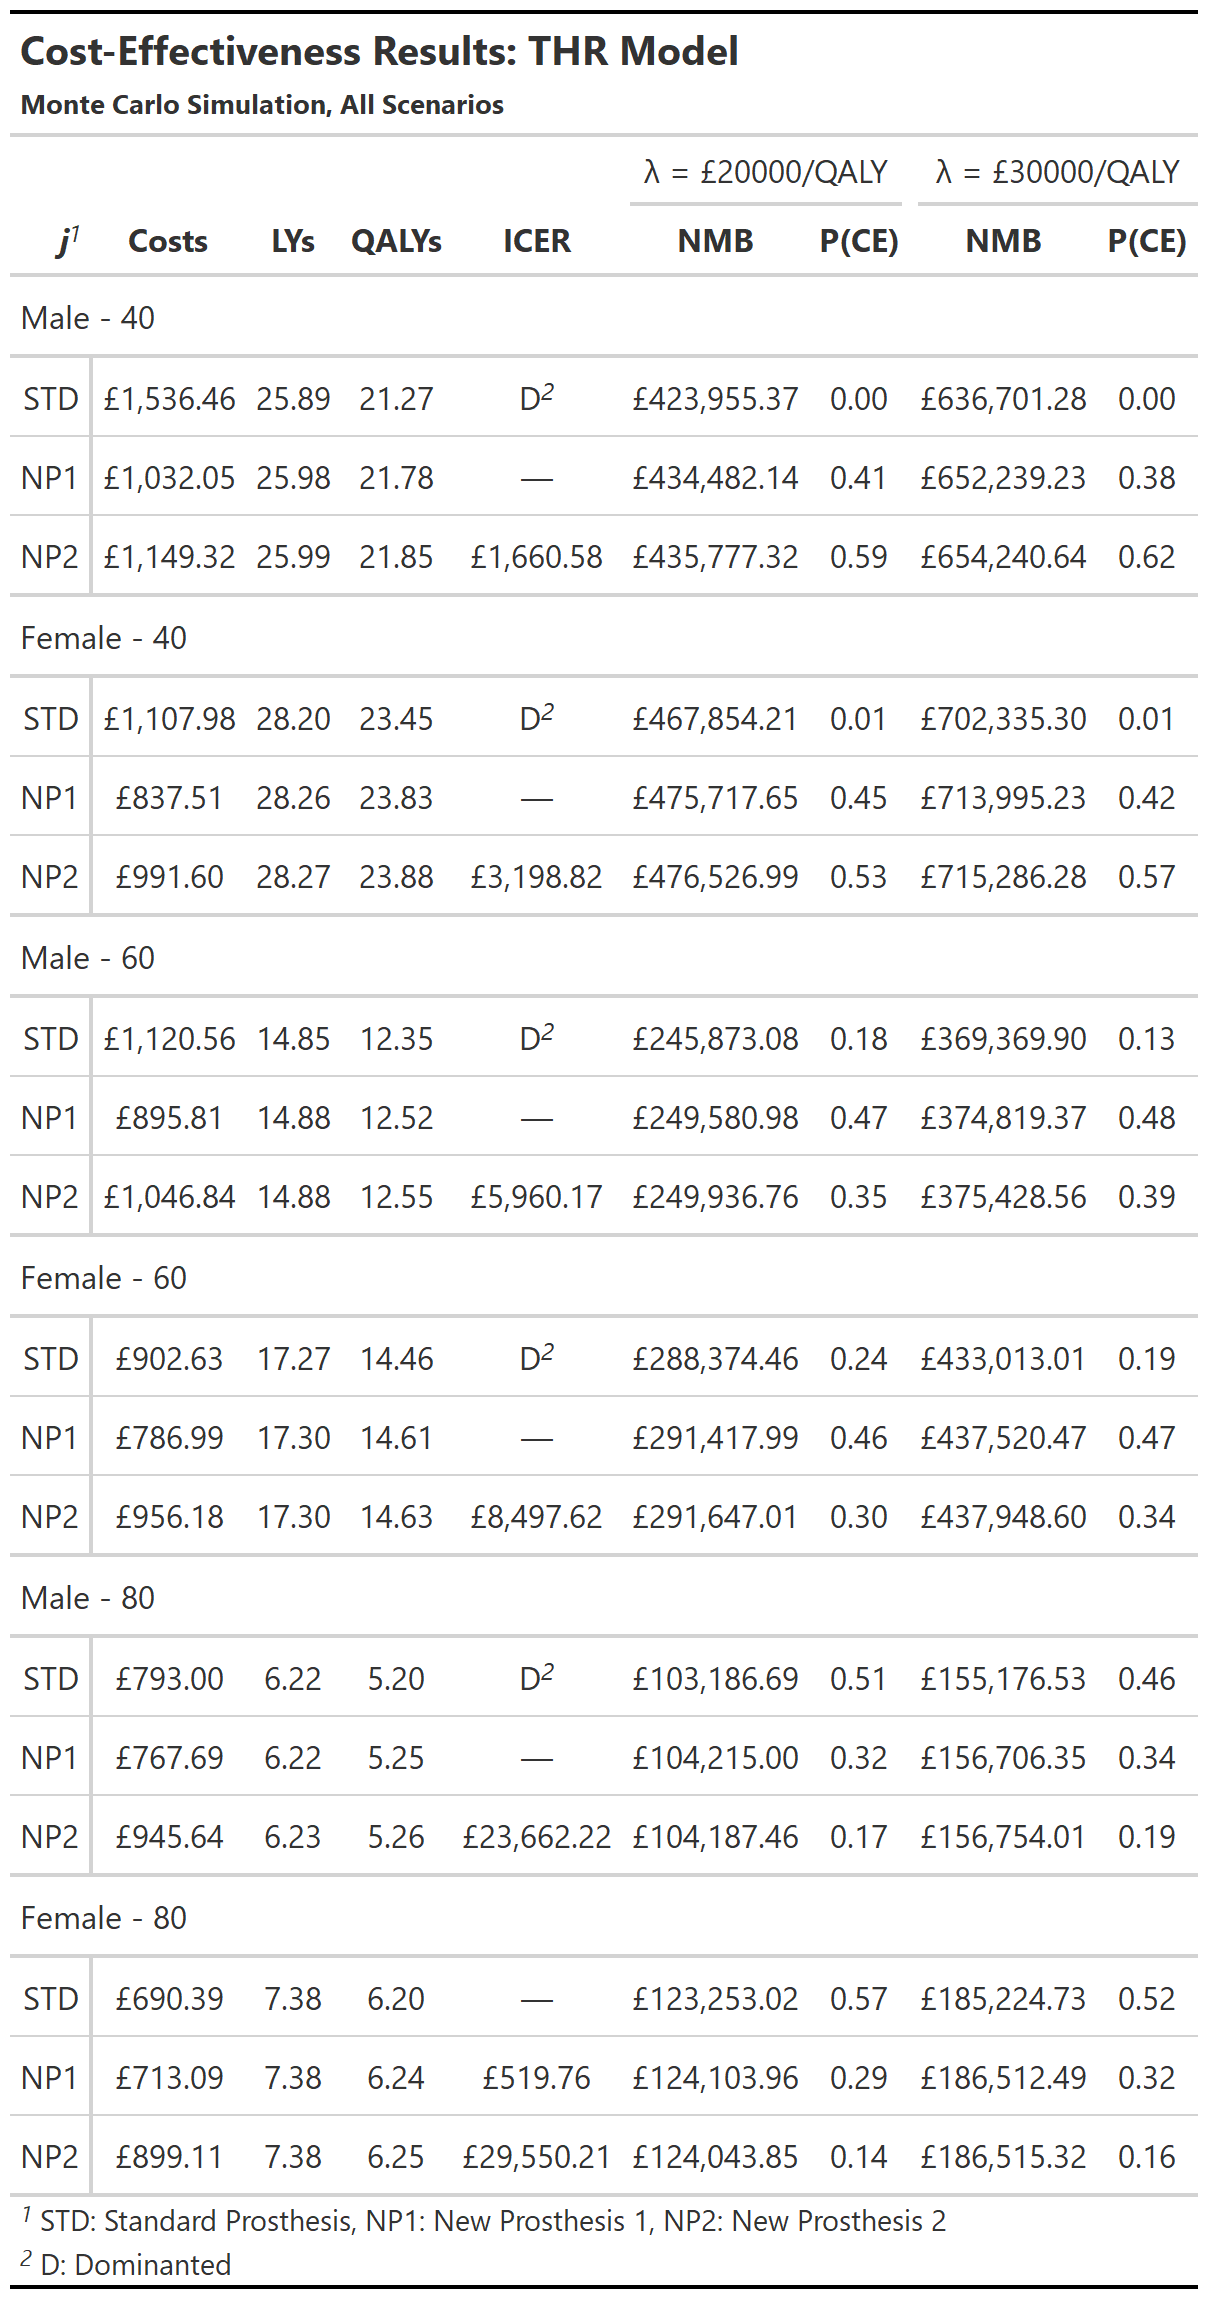 Cost-Effectiveness Results: THR Model
Monte Carlo Simulation, All Scenarios
λ = £20000/QALY λ = £30000/QALY
j1 Costs LYs QALYs ICER NMB P(CE) NMB P(CE)
Male - 40
STD £1,536.46 25.89 21.27 D2 £423,955.37 0.00 £636,701.28 0.00
NP1 £1,032.05 25.98 21.78 — £434,482.14 0.41 £652,239.23 0.38
NP2 £1,149.32 25.99 21.85 £1,660.58 £435,777.32 0.59 £654,240.64 0.62
Female - 40
STD £1,107.98 28.20 23.45 D2 £467,854.21 0.01 £702,335.30 0.01
NP1 £837.51 28.26 23.83 — £475,717.65 0.45 £713,995.23 0.42
NP2 £991.60 28.27 23.88 £3,198.82 £476,526.99 0.53 £715,286.28 0.57
Male - 60
STD £1,120.56 14.85 12.35 D2 £245,873.08 0.18 £369,369.90 0.13
NP1 £895.81 14.88 12.52 — £249,580.98 0.47 £374,819.37 0.48
NP2 £1,046.84 14.88 12.55 £5,960.17 £249,936.76 0.35 £375,428.56 0.39
Female - 60
STD £902.63 17.27 14.46 D2 £288,374.46 0.24 £433,013.01 0.19
NP1 £786.99 17.30 14.61 — £291,417.99 0.46 £437,520.47 0.47
NP2 £956.18 17.30 14.63 £8,497.62 £291,647.01 0.30 £437,948.60 0.34
Male - 80
STD £793.00 6.22 5.20 D2 £103,186.69 0.51 £155,176.53 0.46
NP1 £767.69 6.22 5.25 — £104,215.00 0.32 £156,706.35 0.34
NP2 £945.64 6.23 5.26 £23,662.22 £104,187.46 0.17 £156,754.01 0.19
Female - 80
STD £690.39 7.38 6.20 — £123,253.02 0.57 £185,224.73 0.52
NP1 £713.09 7.38 6.24 £519.76 £124,103.96 0.29 £186,512.49 0.32
NP2 £899.11 7.38 6.25 £29,550.21 £124,043.85 0.14 £186,515.32 0.16
1 STD: Standard Prosthesis, NP1: New Prosthesis 1, NP2: New Prosthesis 2
2 D: Dominanted